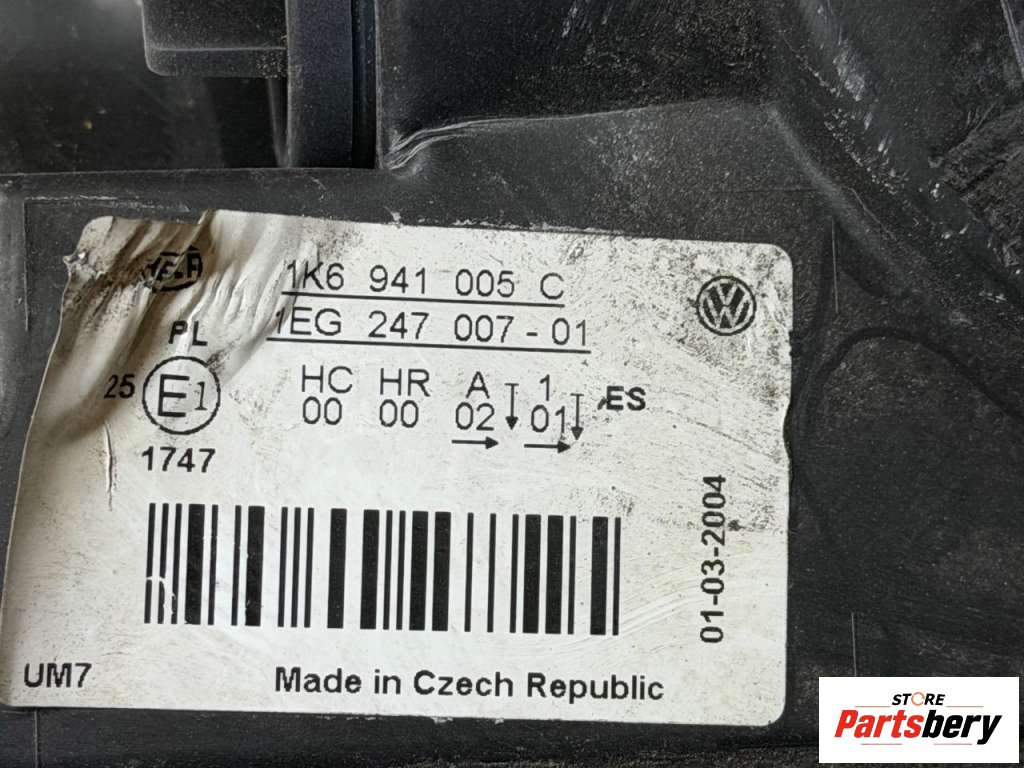 1K6 941 005 C
1EG 247 007-01
PL
HC HR A 1 ES
25 E1 00 00 02 01
1747
01-03-2004
UM7
Made in Czech Republic
STORE
Partsbery